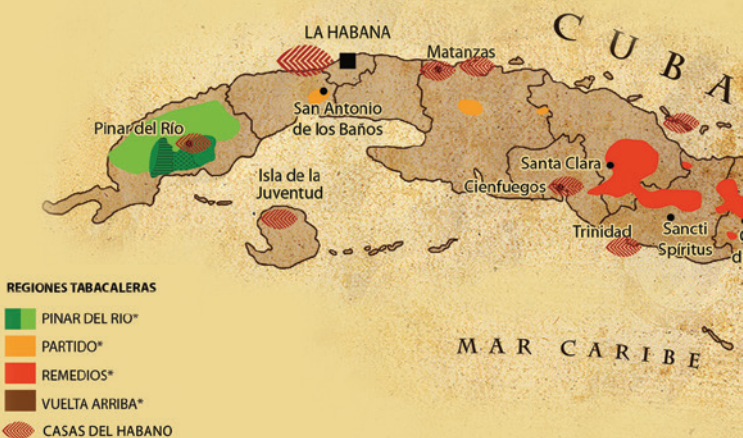 CUBA
LA HABANA
Matanzas
San Antonio
de los Baños
Pinar del Río
Isla de la
Juventud
Santa Clara
Cienfuegos
Trinidad
Sancti
Spíritus
d
REGIONES TABACALERAS
PINAR DEL RIO*
PARTIDO*
REMEDIOS*
VUELTA ARRIBA*
CASAS DEL HABANO
MAR CARIBE